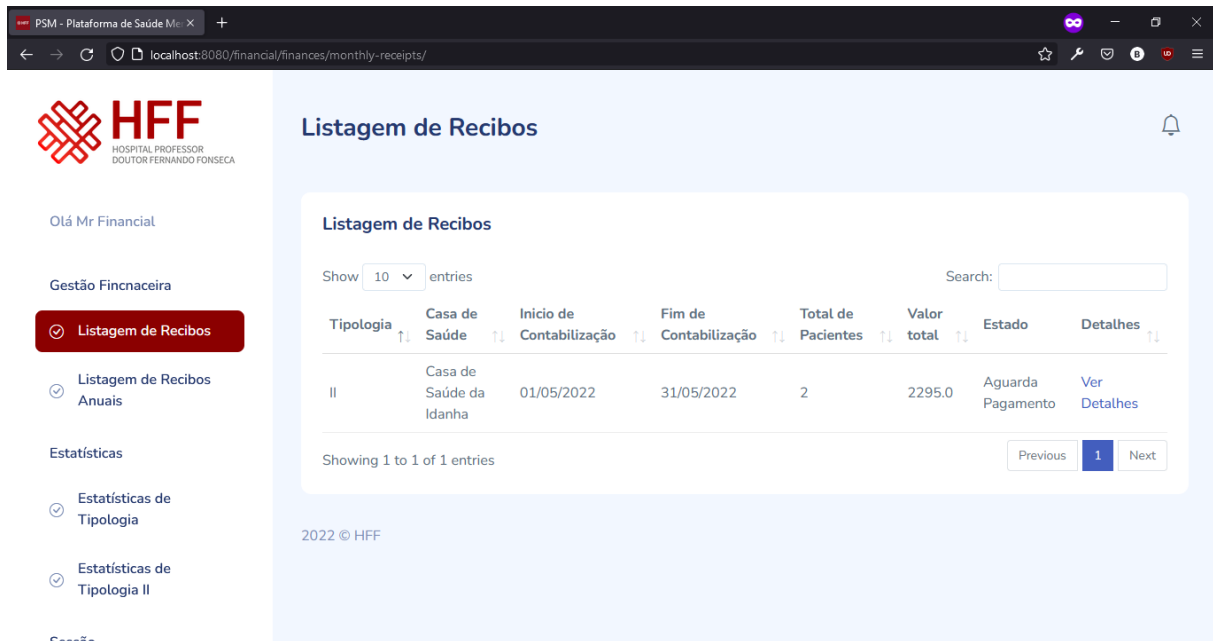 PSM - Plataforma de Saúde Me
localhost:8080/financial/finances/monthly-receipts/
HFF
HOSPITAL PROFESSOR
DOUTOR FERNANDO FONSECA
Olá Mr Financial
Gestão Fincnaceira
Listagem de Recibos
Listagem de Recibos
Anuais
Estatísticas
Estatísticas de
Tipologia
Estatísticas de
Tipologia II
Sessão
Listagem de Recibos
Listagem de Recibos
Show 10 entries
Search:
Tipologia
Casa de
Saúde
Inicio de
Contabilização
Fim de
Contabilização
Total de
Pacientes
Valor
total
Estado
Detalhes
II
Casa de
Saúde da
Idanha
01/05/2022
31/05/2022
2
2295.0
Aguarda
Pagamento
Ver
Detalhes
Showing 1 to 1 of 1 entries
Previous 1 Next
2022 © HFF